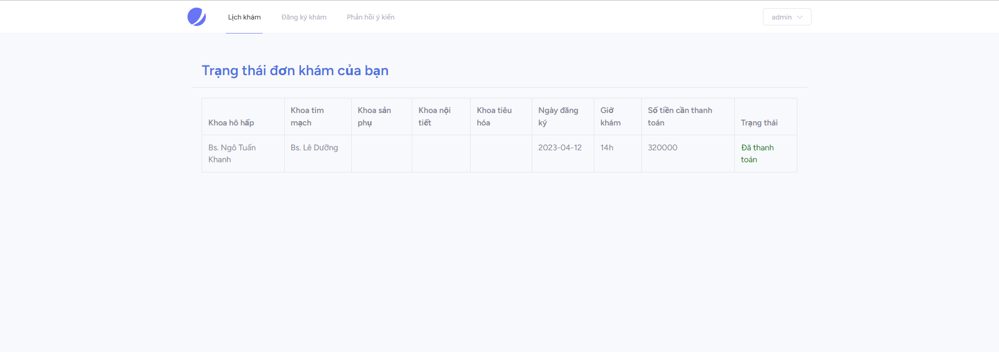 Lịch khám
Đăng ký khám
Phản hồi ý kiến
admin
Trạng thái đơn khám của bạn
Khoa hô hấp
Khoa tim
mạch
Khoa sản
phụ
Khoa nội
tiết
Khoa tiêu
hóa
Ngày đăng
ký
Giờ
khám
Số tiền cần thanh
toán
Trạng thái
Bs. Ngô Tuấn
Khanh
Bs. Lê Dưỡng
2023-04-12
14h
320000
Đã thanh
toán